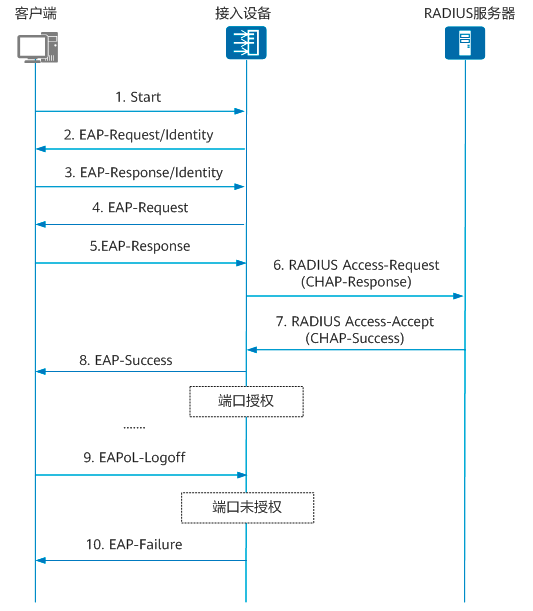 客户端
接入设备
RADIUS服务器
1. Start
2. EAP-Request/Identity
3. EAP-Response/Identity
4. EAP-Request
5.EAP-Response
6. RADIUS Access-Request
(CHAP-Response)
7. RADIUS Access-Accept
(CHAP-Success)
8. EAP-Success
端口授权
.......
9. EAPoL-Logoff
端口未授权
10. EAP-Failure